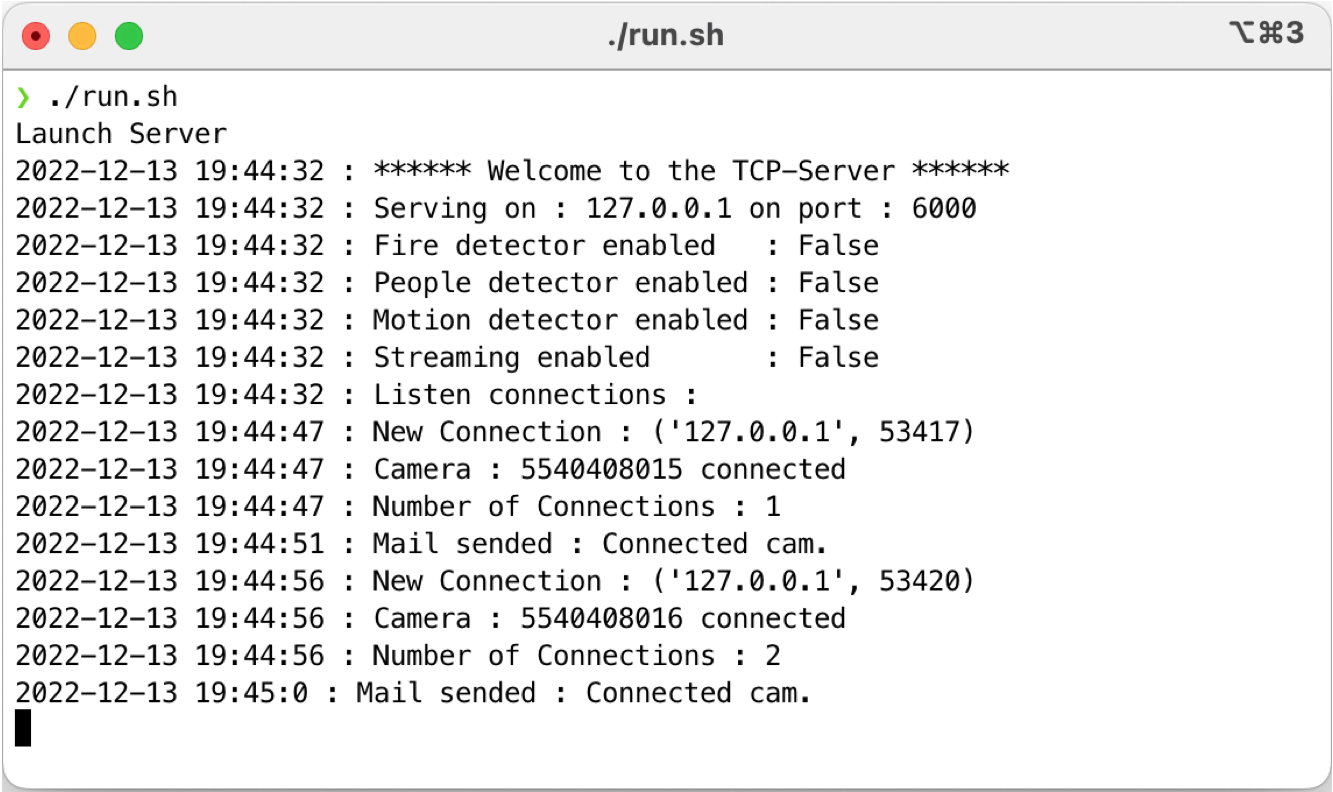 ./run.sh
⌥⌘3
❯ ./run.sh
Launch Server
2022-12-13 19:44:32 : ****** Welcome to the TCP-Server ******
2022-12-13 19:44:32 : Serving on : 127.0.0.1 on port : 6000
2022-12-13 19:44:32 : Fire detector enabled   : False
2022-12-13 19:44:32 : People detector enabled : False
2022-12-13 19:44:32 : Motion detector enabled : False
2022-12-13 19:44:32 : Streaming enabled       : False
2022-12-13 19:44:32 : Listen connections :
2022-12-13 19:44:47 : New Connection : ('127.0.0.1', 53417)
2022-12-13 19:44:47 : Camera : 5540408015 connected
2022-12-13 19:44:47 : Number of Connections : 1
2022-12-13 19:44:51 : Mail sended : Connected cam.
2022-12-13 19:44:56 : New Connection : ('127.0.0.1', 53420)
2022-12-13 19:44:56 : Camera : 5540408016 connected
2022-12-13 19:44:56 : Number of Connections : 2
2022-12-13 19:45:0 : Mail sended : Connected cam.